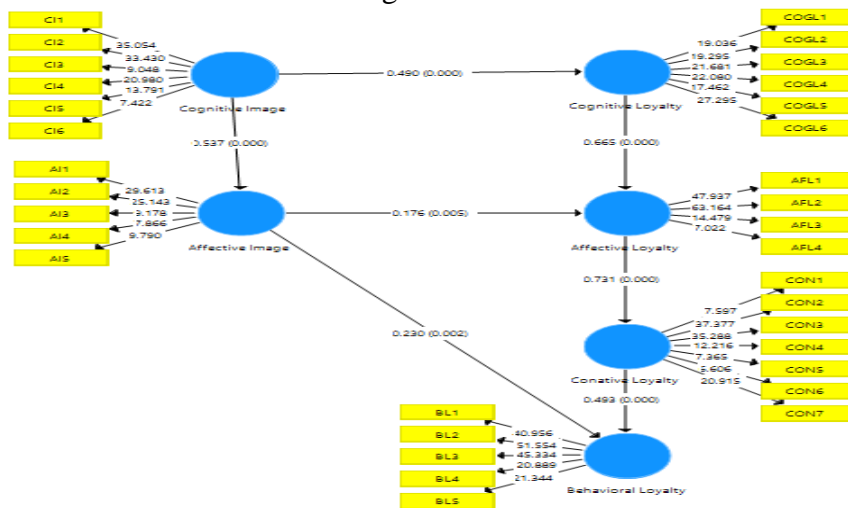 CI1
CI2
CI3
CI4
CI5
CI6
35.054
33.430
9.048
20.980
13.791
7.422
Cognitive Image
0.490 (0.000)
COGL1
COGL2
COGL3
COGL4
COGL5
COGL6
19.036
19.295
21.681
22.080
17.462
27.295
Cognitive Loyalty
0.537 (0.000)
0.665 (0.000)
AI1
AI2
AI3
AI4
AI5
29.613
25.143
3.178
7.866
9.790
Affective Image
0.176 (0.005)
AFL1
AFL2
AFL3
AFL4
47.937
63.164
14.479
7.022
Affective Loyalty
0.731 (0.000)
0.230 (0.002)
CON1
CON2
CON3
CON4
CON5
CON6
CON7
7.597
37.377
35.288
12.216
7.365
5.606
20.915
Conative Loyalty
0.493 (0.000)
BL1
BL2
BL3
BL4
BL5
40.956
51.554
45.334
20.889
21.344
Behavioral Loyalty